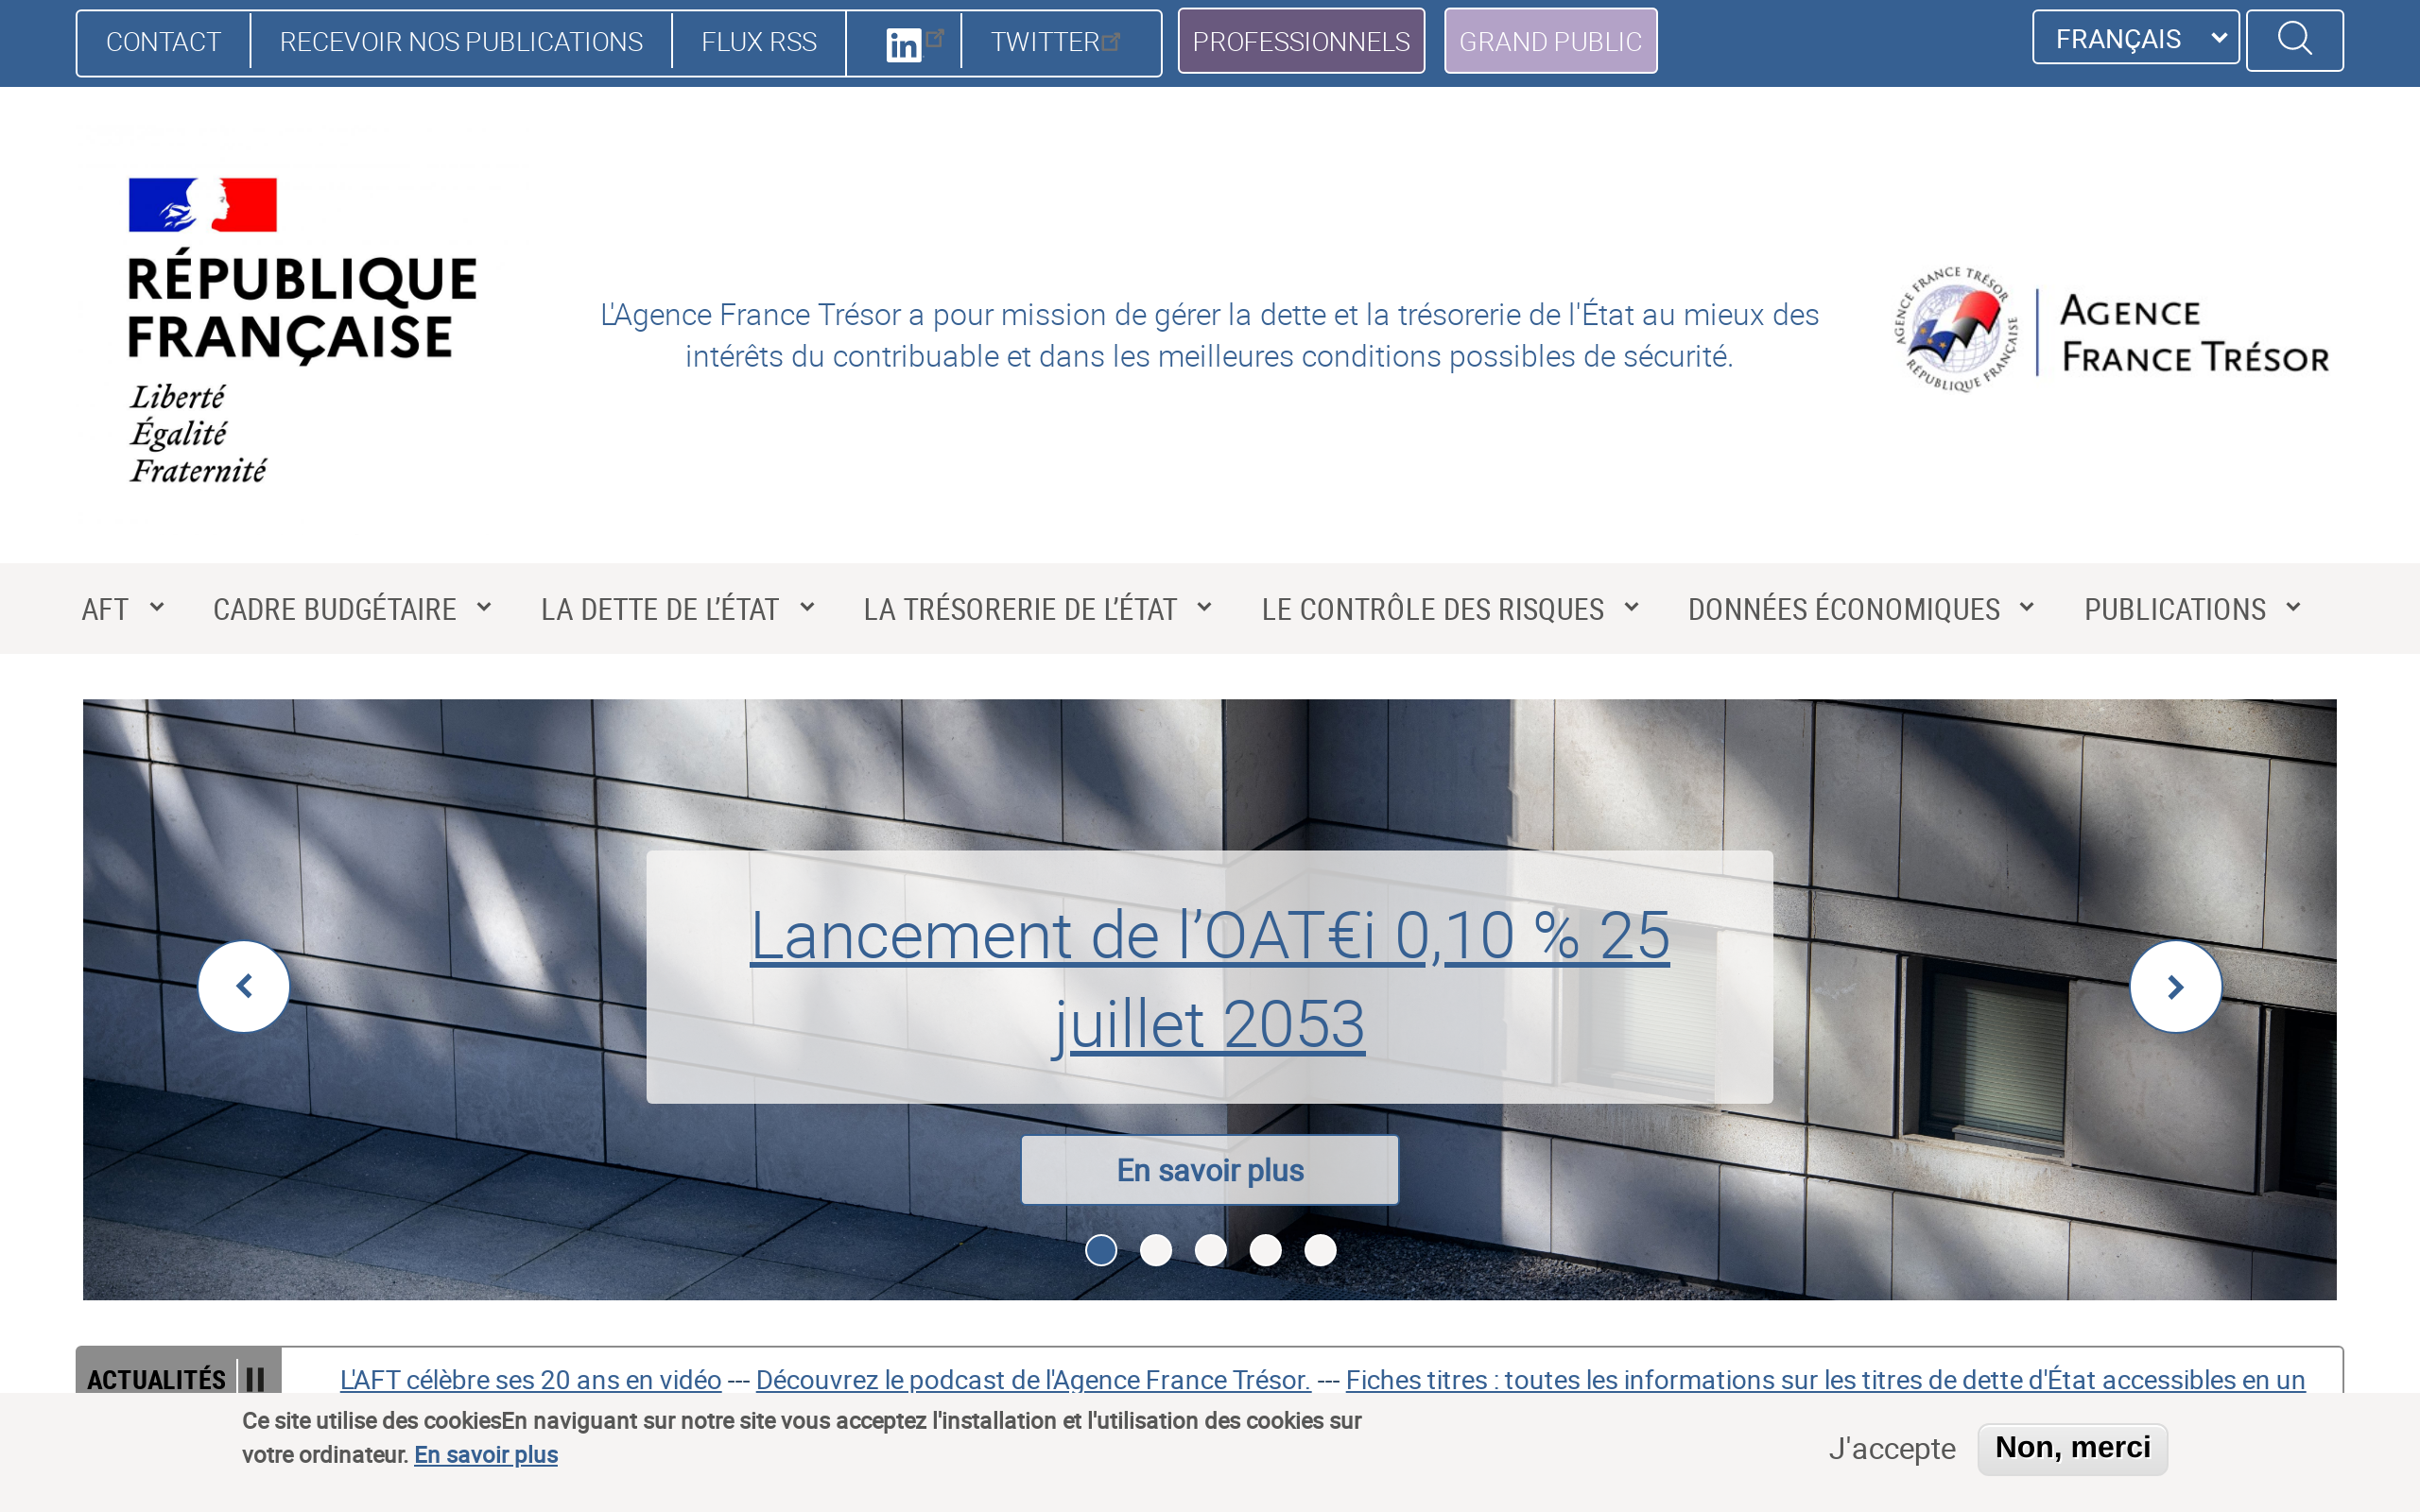 CONTACT
RECEVOIR NOS PUBLICATIONS
FLUX RSS
in
TWITTER
PROFESSIONNELS
GRAND PUBLIC
FRANÇAIS
RÉPUBLIQUE
FRANÇAISE
Liberté
Égalité
Fraternité
L'Agence France Trésor a pour mission de gérer la dette et la trésorerie de l'État au mieux des
intérêts du contribuable et dans les meilleures conditions possibles de sécurité.
AGENCE FRANCE TRÉSOR
RÉPUBLIQUE FRANÇAISE
AGENCE
FRANCE TRÉSOR
AFT
CADRE BUDGÉTAIRE
LA DETTE DE L’ÉTAT
LA TRÉSORERIE DE L’ÉTAT
LE CONTRÔLE DES RISQUES
DONNÉES ÉCONOMIQUES
PUBLICATIONS
Lancement de l’OAT€i 0,10 % 25
juillet 2053
En savoir plus
ACTUALITÉS
L'AFT célèbre ses 20 ans en vidéo --- Découvrez le podcast de l'Agence France Trésor. --- Fiches titres : toutes les informations sur les titres de dette d'État accessibles en un
Ce site utilise des cookiesEn naviguant sur notre site vous acceptez l'installation et l'utilisation des cookies sur
votre ordinateur. En savoir plus
J'accepte
Non, merci